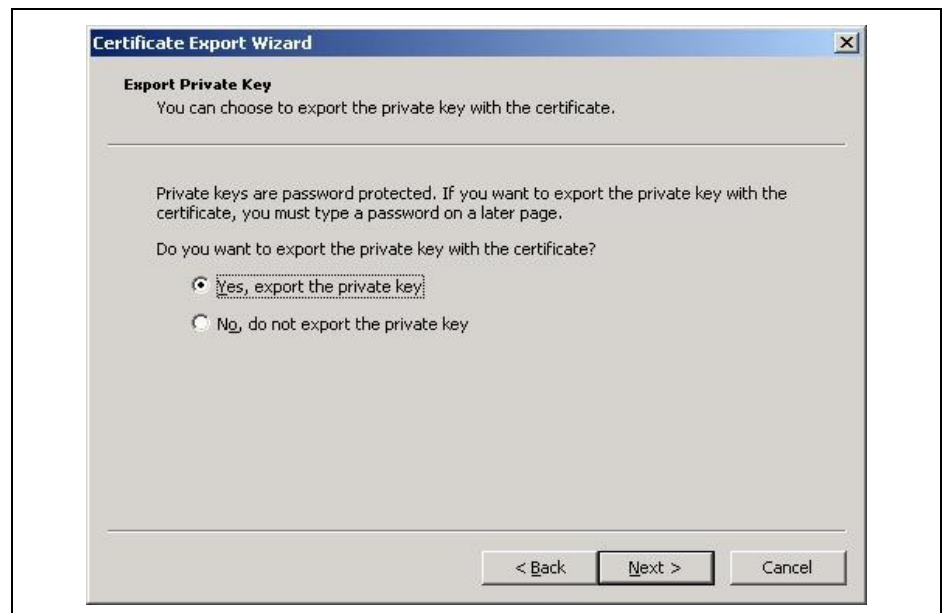 Certificate Export Wizard
Export Private Key
You can choose to export the private key with the certificate.
Private keys are password protected. If you want to export the private key with the
certificate, you must type a password on a later page.
Do you want to export the private key with the certificate?
Yes, export the private key
No, do not export the private key
< Back Next > Cancel